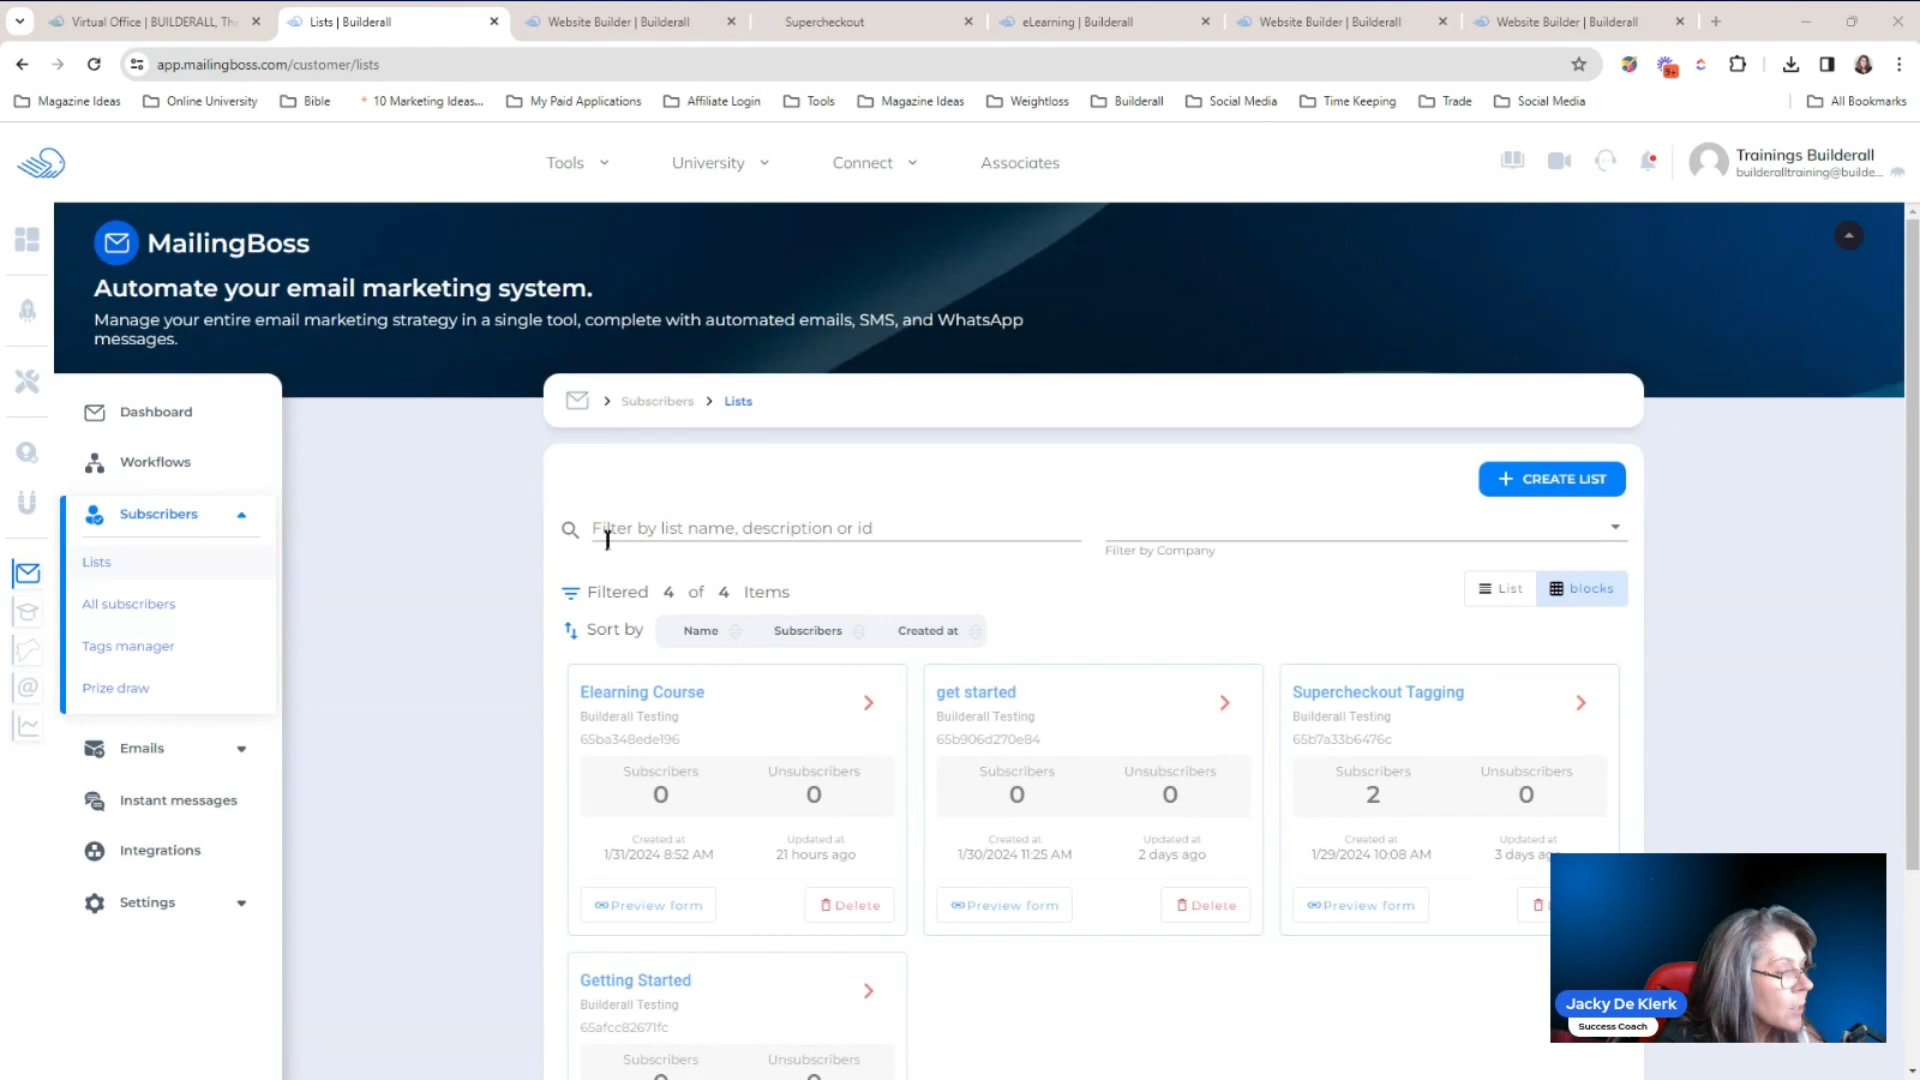 Virtual Office | BUILDERALL, The
Lists | Builderall
Website Builder | Builderall
Supercheckout
eLearning | Builderall
Website Builder | Builderall
Website Builder | Builderall
app.mailingboss.com/customer/lists
9+
Magazine Ideas
Online University
Bible
10 Marketing Ideas...
My Paid Applications
Affiliate Login
Tools
Magazine Ideas
Weightloss
Builderall
Social Media
Time Keeping
Trade
Social Media
All Bookmarks
Tools
University
Connect
Associates
Trainings Builderall
builderalltraining@builde...
MailingBoss
Automate your email marketing system.
Manage your entire email marketing strategy in a single tool, complete with automated emails, SMS, and WhatsApp
messages.
Dashboard
Workflows
Subscribers
Lists
All subscribers
Tags manager
Prize draw
Emails
Instant messages
Integrations
Settings
Subscribers > Lists
+ CREATE LIST
Filter by list name, description or id
Filter by Company
Filtered 4 of 4 Items
List
blocks
Sort by Name Subscribers Created at
Elearning Course
Builderall Testing
65ba348ede196
Subscribers Unsubscribers
0 0
Created at Updated at
1/31/2024 8:52 AM 21 hours ago
Preview form Delete
get started
Builderall Testing
65b906d270e84
Subscribers Unsubscribers
0 0
Created at Updated at
1/30/2024 11:25 AM 2 days ago
Preview form Delete
Supercheckout Tagging
Builderall Testing
65b7a33b6476c
Subscribers Unsubscribers
2 0
Created at Updated at
1/29/2024 10:08 AM 3 days ago
Preview form
Getting Started
Builderall Testing
65afcc82671fc
Subscribers Unsubscribers
Jacky De Klerk
Success Coach